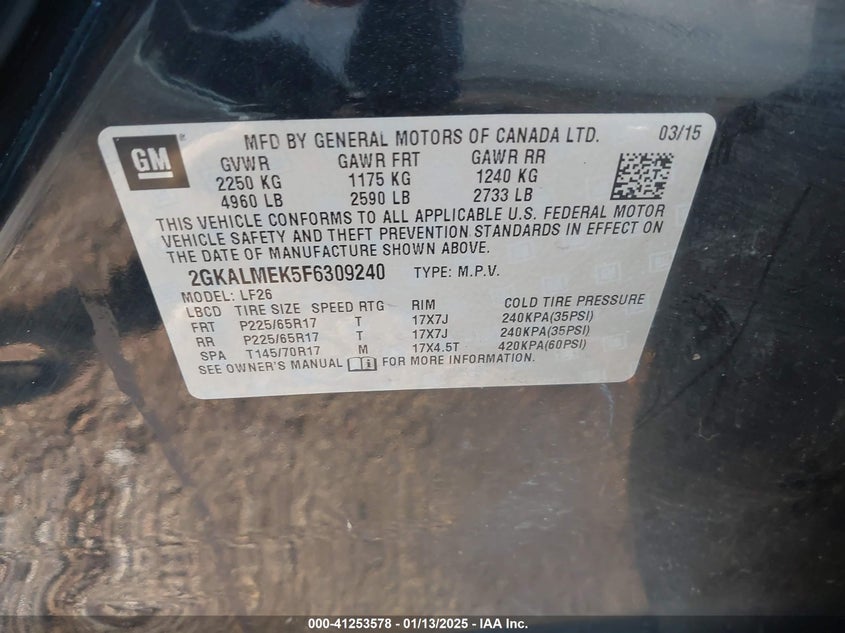 GM ® MFD BY GENERAL MOTORS OF CANADA LTD. 03/15
GVWR GAWR FRT GAWR RR
2250 KG 1175 KG 1240 KG
4960 LB 2590 LB 2733 LB
THIS VEHICLE CONFORMS TO ALL APPLICABLE U.S. FEDERAL MOTOR
VEHICLE SAFETY AND THEFT PREVENTION STANDARDS IN EFFECT ON
THE DATE OF MANUFACTURE SHOWN ABOVE.
2GKALMEK5F6309240 TYPE: M.P.V.
MODEL: LF26
LBCD TIRE SIZE SPEED RTG RIM COLD TIRE PRESSURE
FRT P225/65R17 T 17X7J 240KPA(35PSI)
RR P225/65R17 T 17X7J 240KPA(35PSI)
SPA T145/70R17 M 17X4.5T 420KPA(60PSI)
SEE OWNER'S MANUAL FOR MORE INFORMATION.
000-41253578 - 01/13/2025 - IAA Inc.